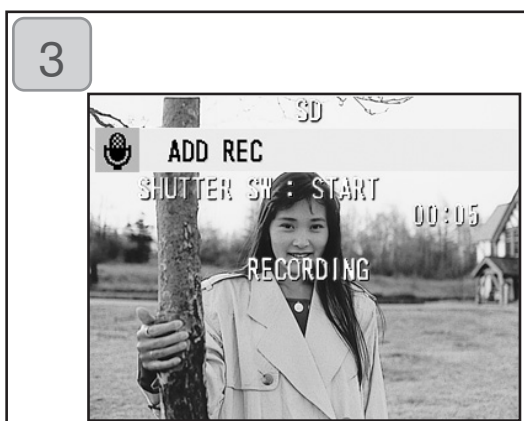 3
SD
ADD REC
SHUTTER SW : START
00:05
RECORDING